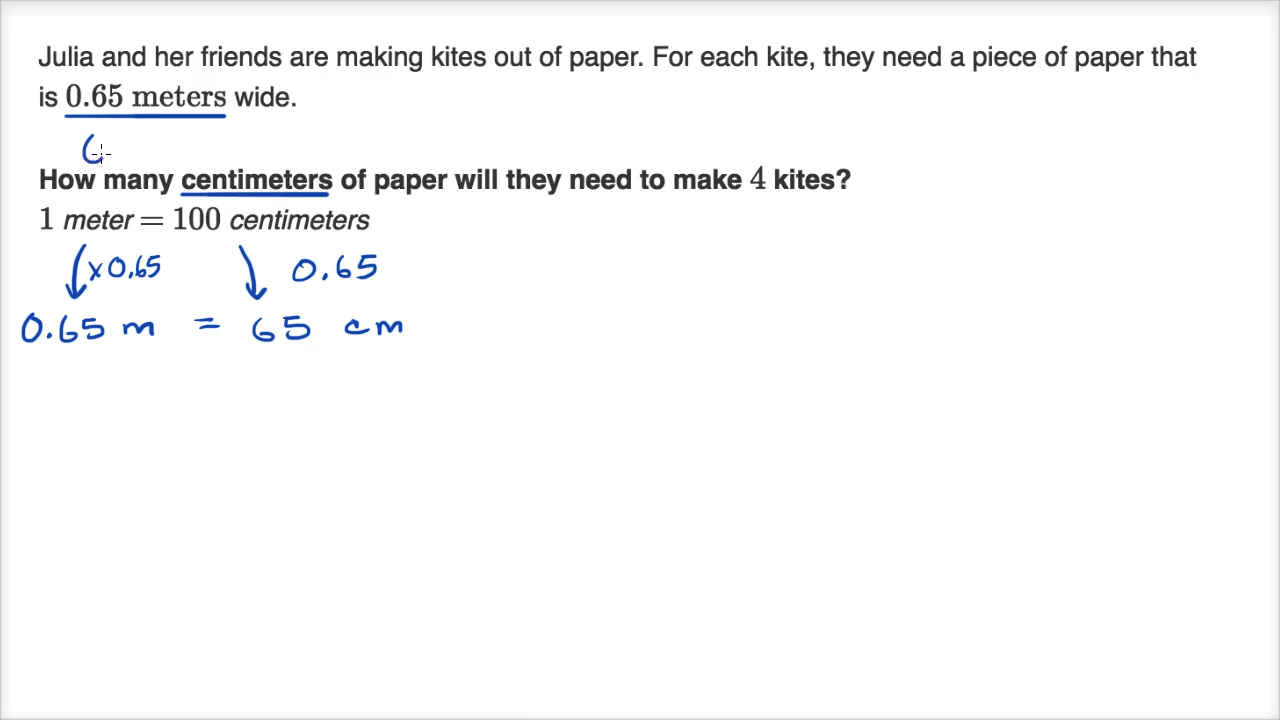 Julia and her friends are making kites out of paper. For each kite, they need a piece of paper that
is 0.65 meters wide.
How many centimeters of paper will they need to make 4 kites?
1 meter = 100 centimeters
×0.65 0.65
0.65 m = 65 cm